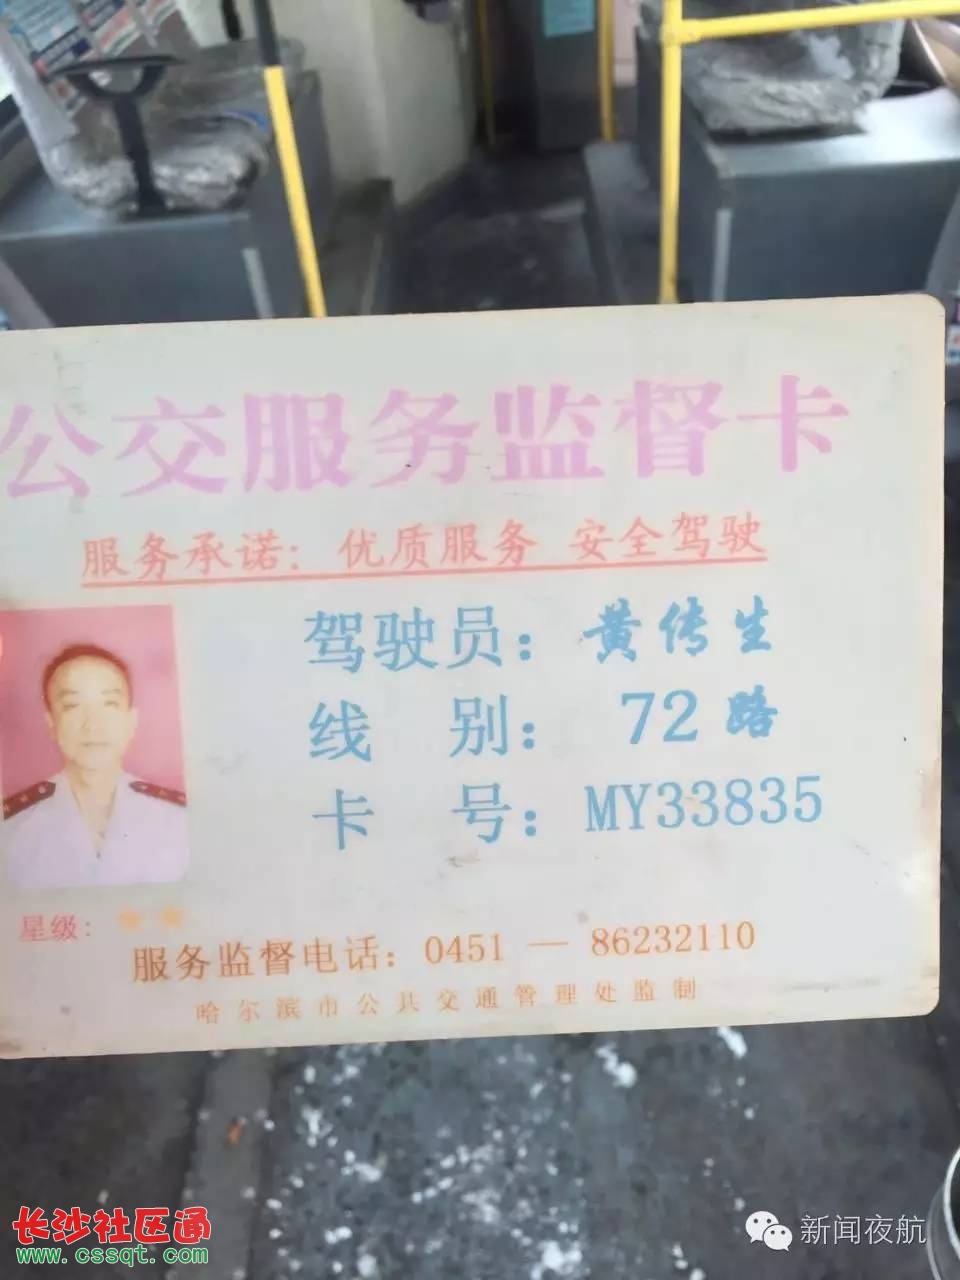 公交服务监督卡
服务承诺：优质服务 安全驾驶
驾驶员：黄传生
线 别：72路
卡 号：MY33835
星级：★★
服务监督电话：0451 — 86232110
哈尔滨市公共交通管理处监制
长沙社区通
www.cssqt.com
新闻夜航